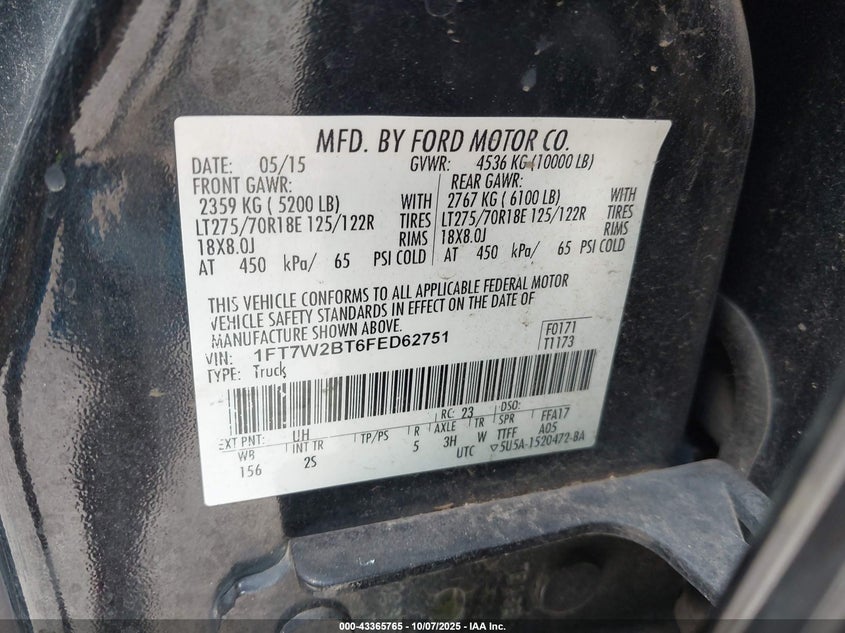 MFD. BY FORD MOTOR CO.
DATE: 05/15 GVWR: 4536 KG (10000 LB)
FRONT GAWR: REAR GAWR:
2359 KG ( 5200 LB) WITH 2767 KG ( 6100 LB) WITH
LT275/70R18E 125/122R TIRES LT275/70R18E 125/122R TIRES
18X8.0J RIMS 18X8.0J RIMS
AT 450 kPa/ 65 PSI COLD AT 450 kPa/ 65 PSI COLD
THIS VEHICLE CONFORMS TO ALL APPLICABLE FEDERAL MOTOR
VEHICLE SAFETY STANDARDS IN EFFECT ON THE DATE OF
MANUFACTURE SHOWN ABOVE.
VIN: 1FT7W2BT6FED62751 F0171
TYPE: Truck T1173
EXT PNT: UH RC: 23 DSO: FFA17
WB INT TR TP/PS R AXLE TR SPR A05
156 2S 5 3H W TTFF
UTC ▽5U5A-1520472-BA
000-43365765 - 10/07/2025 - IAA Inc.